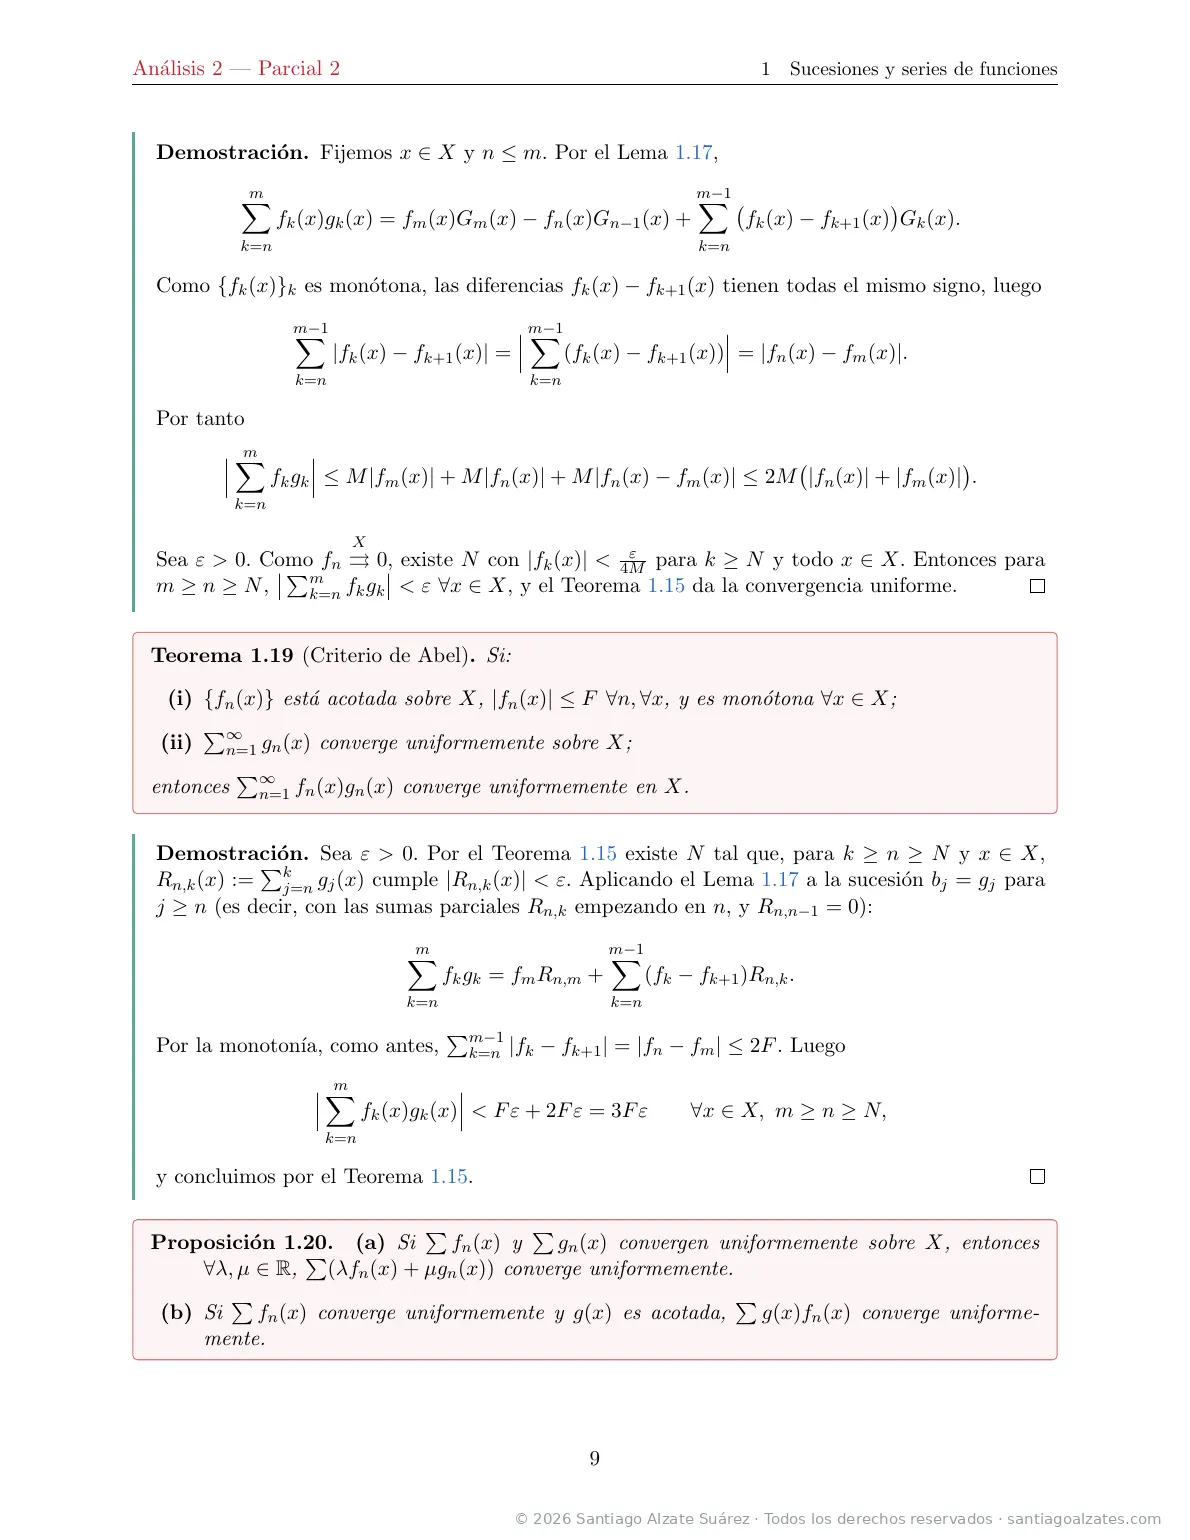 Análisis 2 — Parcial 2 1 Sucesiones y series de funciones
Demostración. Fijemos x ∈ X y n ≤ m. Por el Lema 1.17,
∑_{k=n}^{m} f_k(x)g_k(x) = f_m(x)G_m(x) − f_n(x)G_{n−1}(x) + ∑_{k=n}^{m−1} (f_k(x) − f_{k+1}(x))G_k(x).
Como {f_k(x)}_k es monótona, las diferencias f_k(x) − f_{k+1}(x) tienen todas el mismo signo, luego
∑_{k=n}^{m−1} |f_k(x) − f_{k+1}(x)| = |∑_{k=n}^{m−1} (f_k(x) − f_{k+1}(x))| = |f_n(x) − f_m(x)|.
Por tanto
|∑_{k=n}^{m} f_k g_k| ≤ M|f_m(x)| + M|f_n(x)| + M|f_n(x) − f_m(x)| ≤ 2M(|f_n(x)| + |f_m(x)|).
Sea ε > 0. Como f_n ⇉^X 0, existe N con |f_k(x)| < ε/4M para k ≥ N y todo x ∈ X. Entonces para
m ≥ n ≥ N, |∑_{k=n}^{m} f_k g_k| < ε ∀x ∈ X, y el Teorema 1.15 da la convergencia uniforme. □
Teorema 1.19 (Criterio de Abel). Si:
(i) {f_n(x)} está acotada sobre X, |f_n(x)| ≤ F ∀n, ∀x, y es monótona ∀x ∈ X;
(ii) ∑_{n=1}^{∞} g_n(x) converge uniformemente sobre X;
entonces ∑_{n=1}^{∞} f_n(x)g_n(x) converge uniformemente en X.
Demostración. Sea ε > 0. Por el Teorema 1.15 existe N tal que, para k ≥ n ≥ N y x ∈ X,
R_{n,k}(x) := ∑_{j=n}^{k} g_j(x) cumple |R_{n,k}(x)| < ε. Aplicando el Lema 1.17 a la sucesión b_j = g_j para
j ≥ n (es decir, con las sumas parciales R_{n,k} empezando en n, y R_{n,n−1} = 0):
∑_{k=n}^{m} f_k g_k = f_m R_{n,m} + ∑_{k=n}^{m−1} (f_k − f_{k+1})R_{n,k}.
Por la monotonía, como antes, ∑_{k=n}^{m−1} |f_k − f_{k+1}| = |f_n − f_m| ≤ 2F. Luego
|∑_{k=n}^{m} f_k(x)g_k(x)| < Fε + 2Fε = 3Fε ∀x ∈ X, m ≥ n ≥ N,
y concluimos por el Teorema 1.15. □
Proposición 1.20. (a) Si ∑ f_n(x) y ∑ g_n(x) convergen uniformemente sobre X, entonces
∀λ, μ ∈ ℝ, ∑(λf_n(x) + μg_n(x)) converge uniformemente.
(b) Si ∑ f_n(x) converge uniformemente y g(x) es acotada, ∑ g(x)f_n(x) converge uniforme-
mente.
9
© 2026 Santiago Alzate Suárez · Todos los derechos reservados · santiagoalzates.com